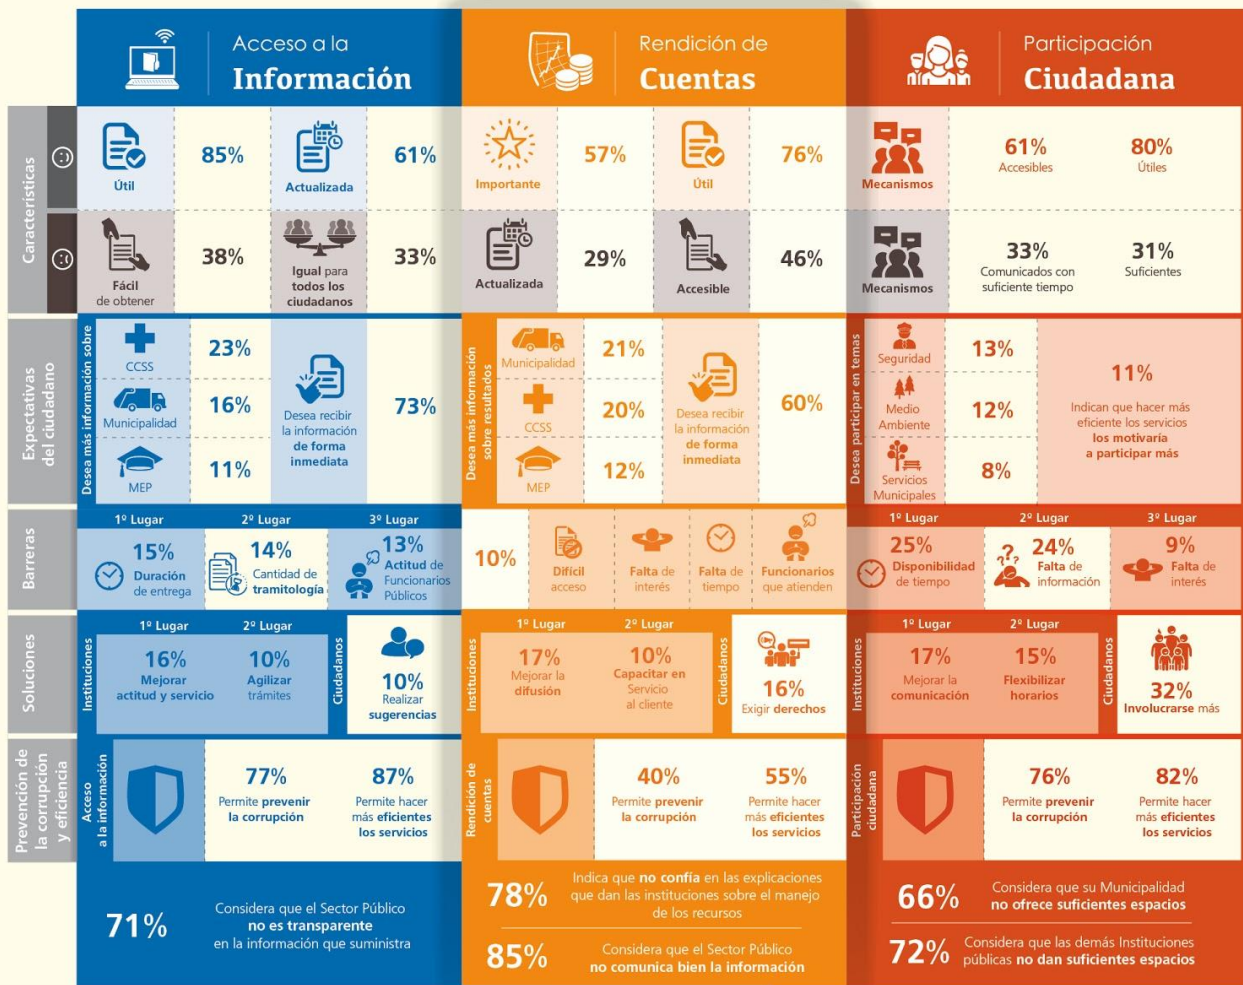 Acceso a la
Información
Rendición de
Cuentas
Participación
Ciudadana
Características
Útil
85%
Actualizada
61%
Importante
57%
Útil
76%
Mecanismos
61%
Accesibles
80%
Útiles
Fácil
de obtener
38%
Igual para
todos los
ciudadanos
33%
Actualizada
29%
Accesible
46%
Mecanismos
33%
Comunicados con
suficiente tiempo
31%
Suficientes
Expectativas
del ciudadano
Desea más información sobre
CCSS
23%
Municipalidad
16%
MEP
11%
Desea recibir
la información
de forma
inmediata
73%
Desea más información
sobre resultados
Municipalidad
21%
CCSS
20%
MEP
12%
Desea recibir
la información
de forma
inmediata
60%
Desea participar en temas
Seguridad
13%
Medio
Ambiente
12%
Servicios
Municipales
8%
11%
Indican que hacer más
eficiente los servicios
los motivaría
a participar más
Barreras
1º Lugar
15%
Duración
de entrega
2º Lugar
14%
Cantidad de
tramitología
3º Lugar
13%
Actitud de
Funcionarios
Públicos
10%
Difícil
acceso
Falta de
interés
Falta de
tiempo
Funcionarios
que atienden
1º Lugar
25%
Disponibilidad
de tiempo
2º Lugar
24%
Falta de
información
3º Lugar
9%
Falta de
interés
Soluciones
Instituciones
1º Lugar
16%
Mejorar
actitud y servicio
2º Lugar
10%
Agilizar
trámites
Ciudadanos
10%
Realizar
sugerencias
Instituciones
1º Lugar
17%
Mejorar la
difusión
2º Lugar
10%
Capacitar en
Servicio
al cliente
Ciudadanos
16%
Exigir derechos
Instituciones
1º Lugar
17%
Mejorar la
comunicación
2º Lugar
15%
Flexibilizar
horarios
Ciudadanos
32%
Involucrarse más
Prevención de
la corrupción
y eficiencia
Acceso
a la información
77%
Permite prevenir
la corrupción
87%
Permite hacer
más eficientes
los servicios
Rendición de
cuentas
40%
Permite prevenir
la corrupción
55%
Permite hacer
más eficientes
los servicios
Participación
ciudadana
76%
Permite prevenir
la corrupción
82%
Permite hacer
más eficientes
los servicios
71%
Considera que el Sector Público
no es transparente
en la información que suministra
78%
Indica que no confía en las explicaciones
que dan las instituciones sobre el manejo
de los recursos
85%
Considera que el Sector Público
no comunica bien la información
66%
Considera que su Municipalidad
no ofrece suficientes espacios
72%
Considera que las demás Instituciones
públicas no dan suficientes espacios